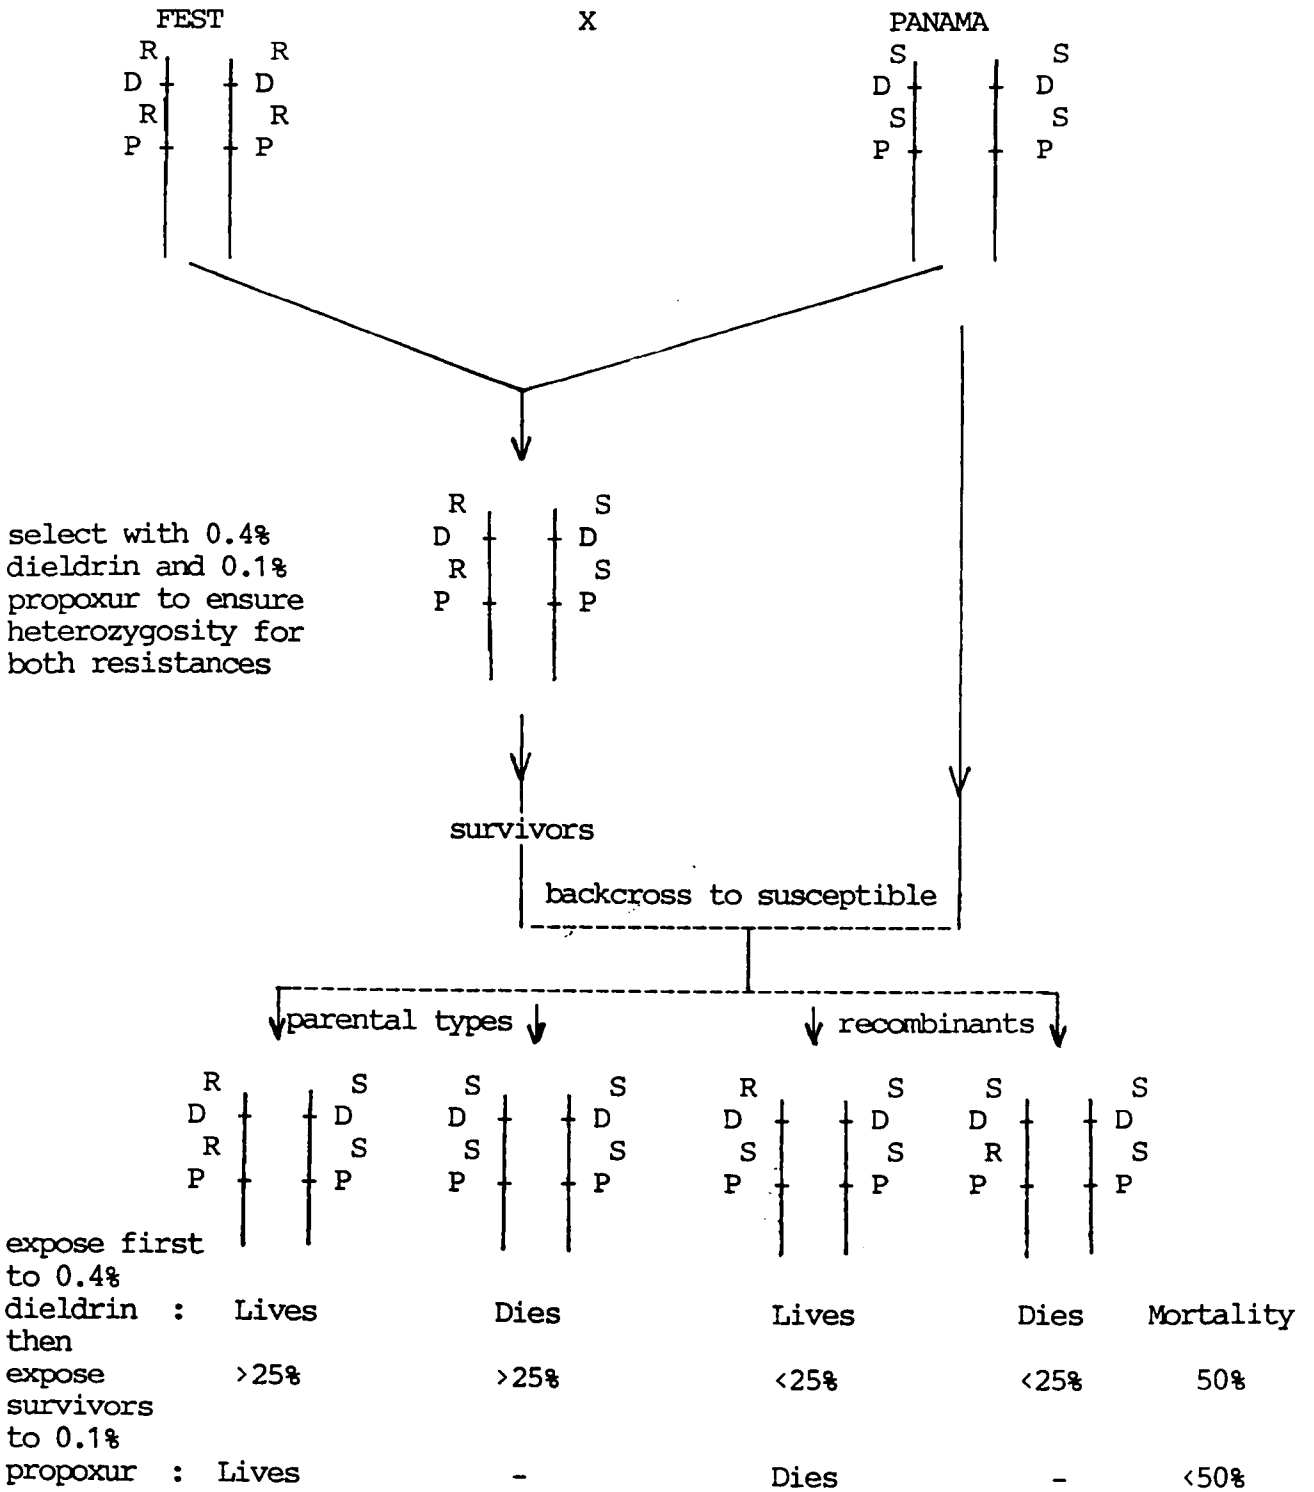 FEST X PANAMA
R R S S
D D D D
R R S S
P P P P
R S
D D
R S
P P
select with 0.4%
dieldrin and 0.1%
propoxur to ensure
heterozygosity for
both resistances
survivors
backcross to susceptible
parental types recombinants
R S S S R S S S
D D D D D D D D
R S S S S S R S
P P P P P P P P
expose first
to 0.4%
dieldrin : Lives Dies Lives Dies Mortality
then
expose >25% >25% <25% <25% 50%
survivors
to 0.1%
propoxur : Lives - Dies - <50%